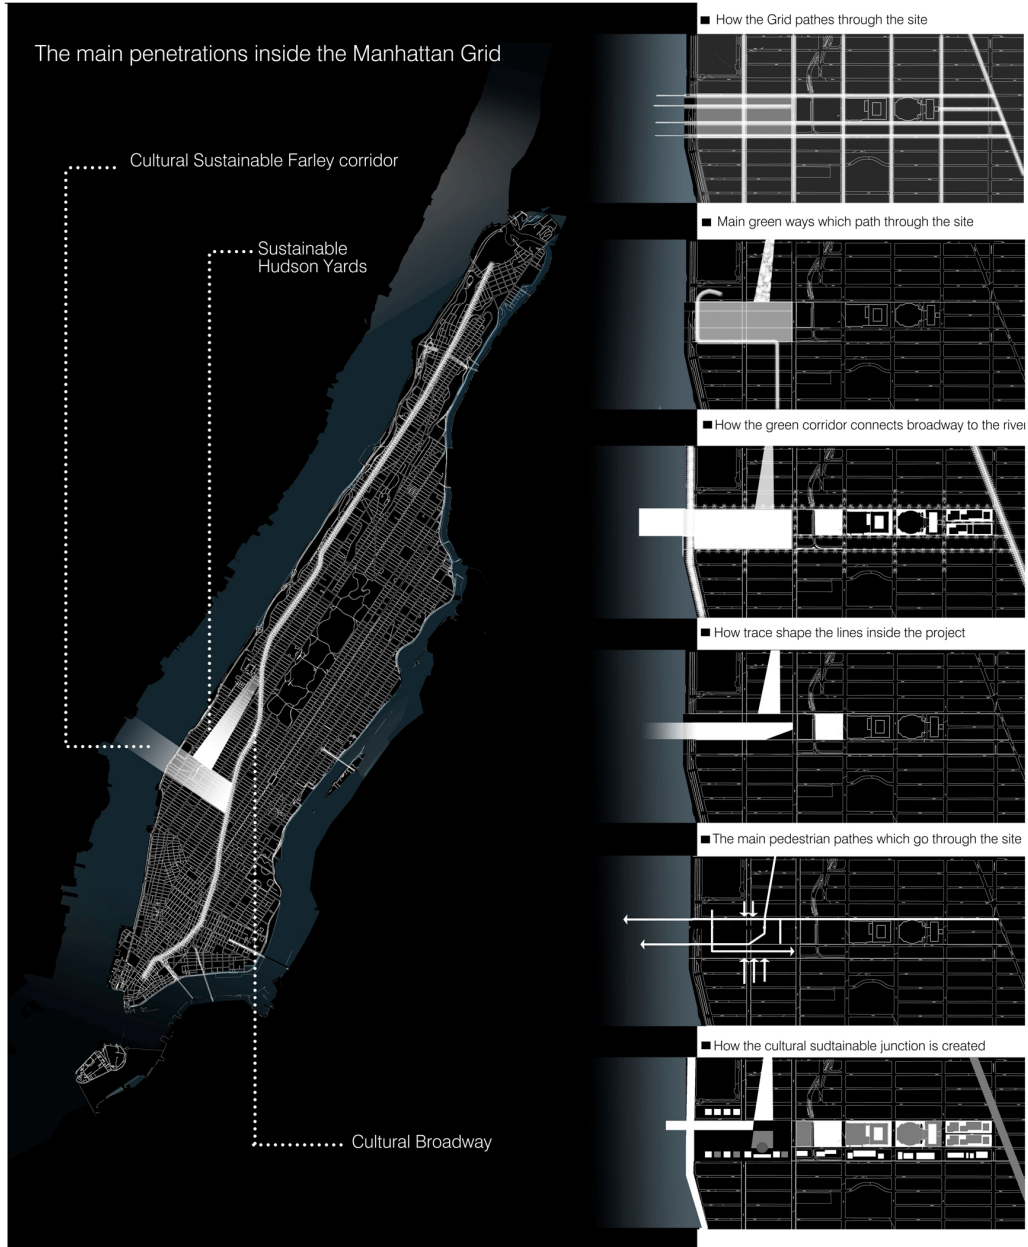 The main penetrations inside the Manhattan Grid
Cultural Sustainable Farley corridor
Sustainable
Hudson Yards
Cultural Broadway
How the Grid pathes through the site
Main green ways which path through the site
How the green corridor connects broadway to the river
How trace shape the lines inside the project
The main pedestrian pathes which go through the site
How the cultural sudtainable junction is created